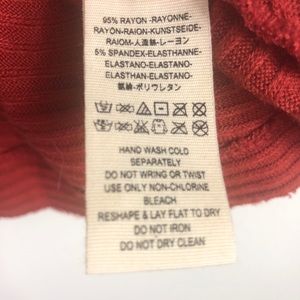 95% RAYON -RAYONNE-
RAYON-RAION-KUNSTSEIDE-
RAIOM-人造絲-レーヨン
5% SPANDEX-ELASTHANNE-
ELASTANO-ELASTANO-
ELASTHAN-ELASTANO-
氨綸-ポリウレタン
HAND WASH COLD
SEPARATELY
DO NOT WRING OR TWIST
USE ONLY NON-CHLORINE
BLEACH
RESHAPE & LAY FLAT TO DRY
DO NOT IRON
DO NOT DRY CLEAN